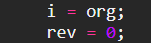 i = org;
rev = 0;